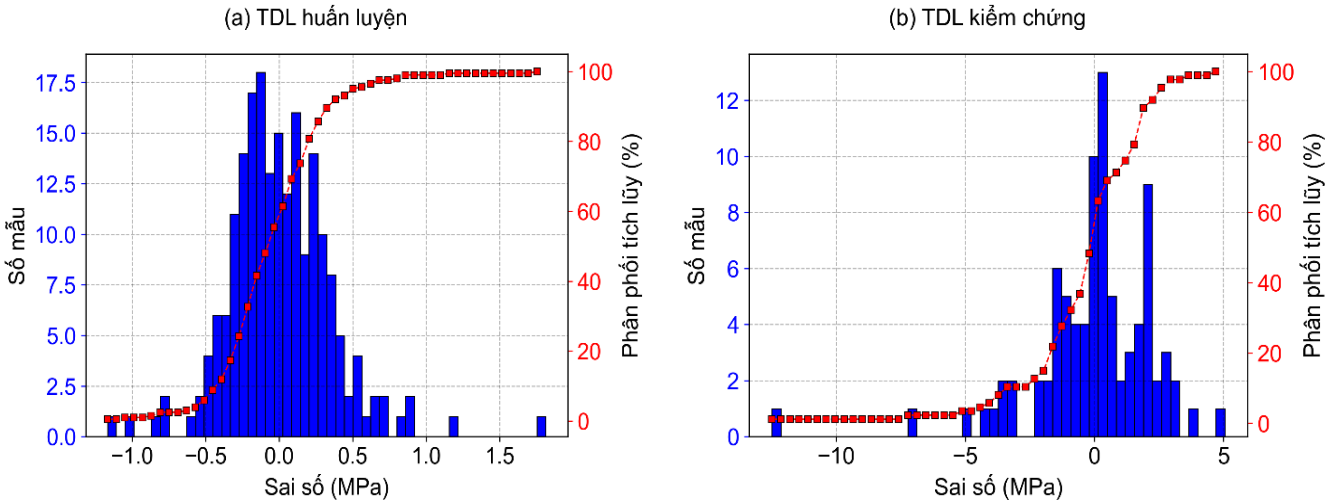 (a) TDL huấn luyện
17.5
15.0
12.5
10.0
7.5
5.0
2.5
0.0
Số mẫu
−1.0 −0.5 0.0 0.5 1.0 1.5
Sai số (MPa)
100
80
60
40
20
0
Phân phối tích lũy (%)
(b) TDL kiểm chứng
12
10
8
6
4
2
0
Số mẫu
−10 −5 0 5
Sai số (MPa)
100
80
60
40
20
0
Phân phối tích lũy (%)